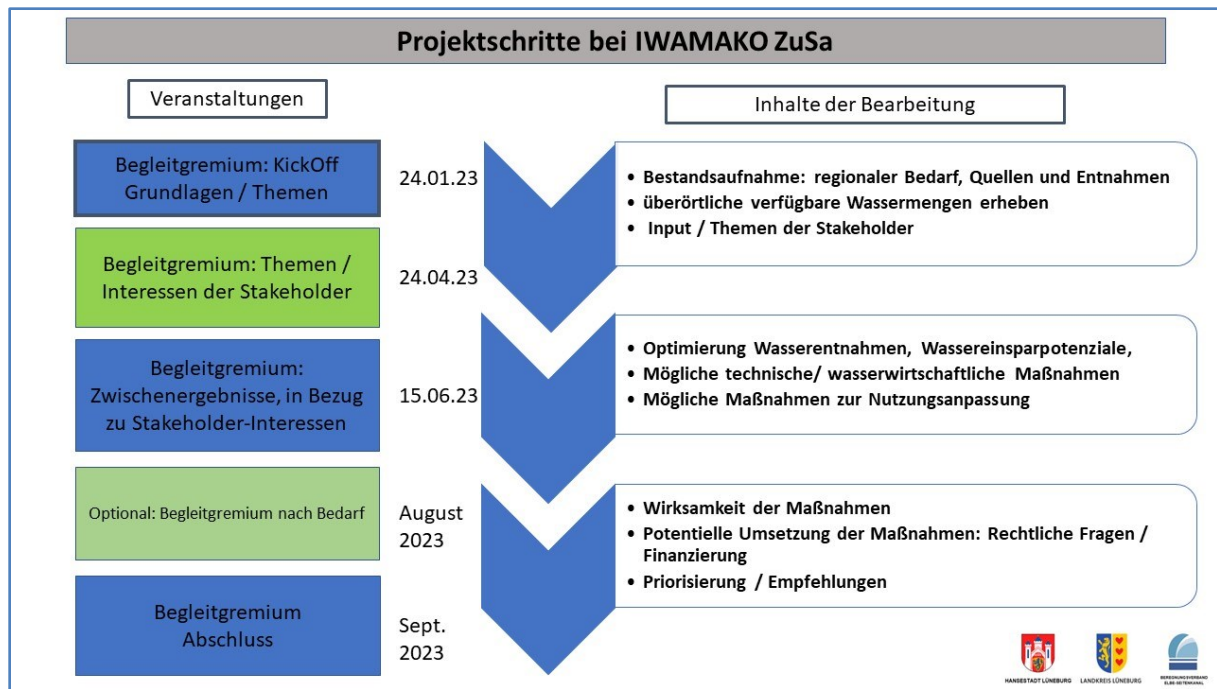 Projektschritte bei IWAMAKO ZuSa
Veranstaltungen
Inhalte der Bearbeitung
Begleitgremium: KickOff
Grundlagen / Themen
24.01.23
• Bestandsaufnahme: regionaler Bedarf, Quellen und Entnahmen
• überörtliche verfügbare Wassermengen erheben
• Input / Themen der Stakeholder
Begleitgremium: Themen /
Interessen der Stakeholder
24.04.23
Begleitgremium:
Zwischenergebnisse, in Bezug
zu Stakeholder-Interessen
15.06.23
• Optimierung Wasserentnahmen, Wassereinsparpotenziale,
• Mögliche technische/ wasserwirtschaftliche Maßnahmen
• Mögliche Maßnahmen zur Nutzungsanpassung
Optional: Begleitgremium nach Bedarf
August
2023
• Wirksamkeit der Maßnahmen
• Potentielle Umsetzung der Maßnahmen: Rechtliche Fragen /
Finanzierung
• Priorisierung / Empfehlungen
Begleitgremium
Abschluss
Sept.
2023
HANSESTADT LÜNEBURG
LANDKREIS LÜNEBURG
BEREGNUNGSVERBAND
ELBE-SEITENKANAL